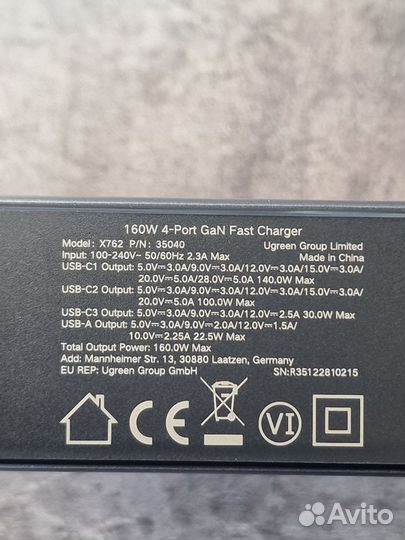 160W 4-Port GaN Fast Charger
Model: X762 P/N: 35040 Ugreen Group Limited
Input: 100-240V~ 50/60Hz 2.3A Max Made in China
USB-C1 Output: 5.0V⎓3.0A/9.0V⎓3.0A/12.0V⎓3.0A/15.0V⎓3.0A/
20.0V⎓5.0A/28.0V⎓5.0A 140.0W Max
USB-C2 Output: 5.0V⎓3.0A/9.0V⎓3.0A/12.0V⎓3.0A/15.0V⎓3.0A/
20.0V⎓5.0A 100.0W Max
USB-C3 Output: 5.0V⎓3.0A/9.0V⎓3.0A/12.0V⎓2.5A 30.0W Max
USB-A Output: 5.0V⎓3.0A/9.0V⎓2.0A/12.0V⎓1.5A/
10.0V⎓2.25A 22.5W Max
Total Output Power: 160.0W Max
Add: Mannheimer Str. 13, 30880 Laatzen, Germany
EU REP: Ugreen Group GmbH SN:R35122810215
CE VI
Avito